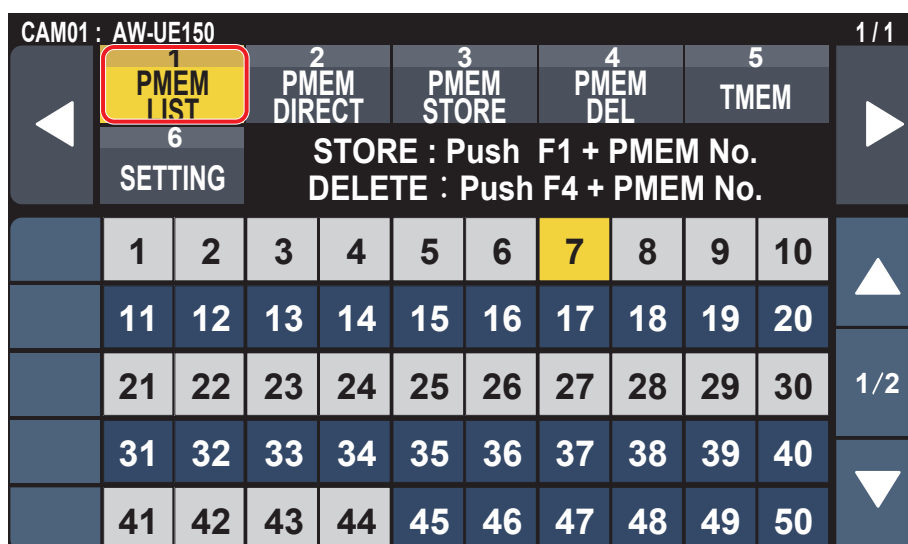 CAM01 : AW-UE150 1 / 1
1 2 3 4 5
PMEM LIST PMEM DIRECT PMEM STORE PMEM DEL TMEM
6
SETTING
STORE : Push F1 + PMEM No.
DELETE : Push F4 + PMEM No.
1 2 3 4 5 6 7 8 9 10
11 12 13 14 15 16 17 18 19 20
21 22 23 24 25 26 27 28 29 30 1/2
31 32 33 34 35 36 37 38 39 40
41 42 43 44 45 46 47 48 49 50